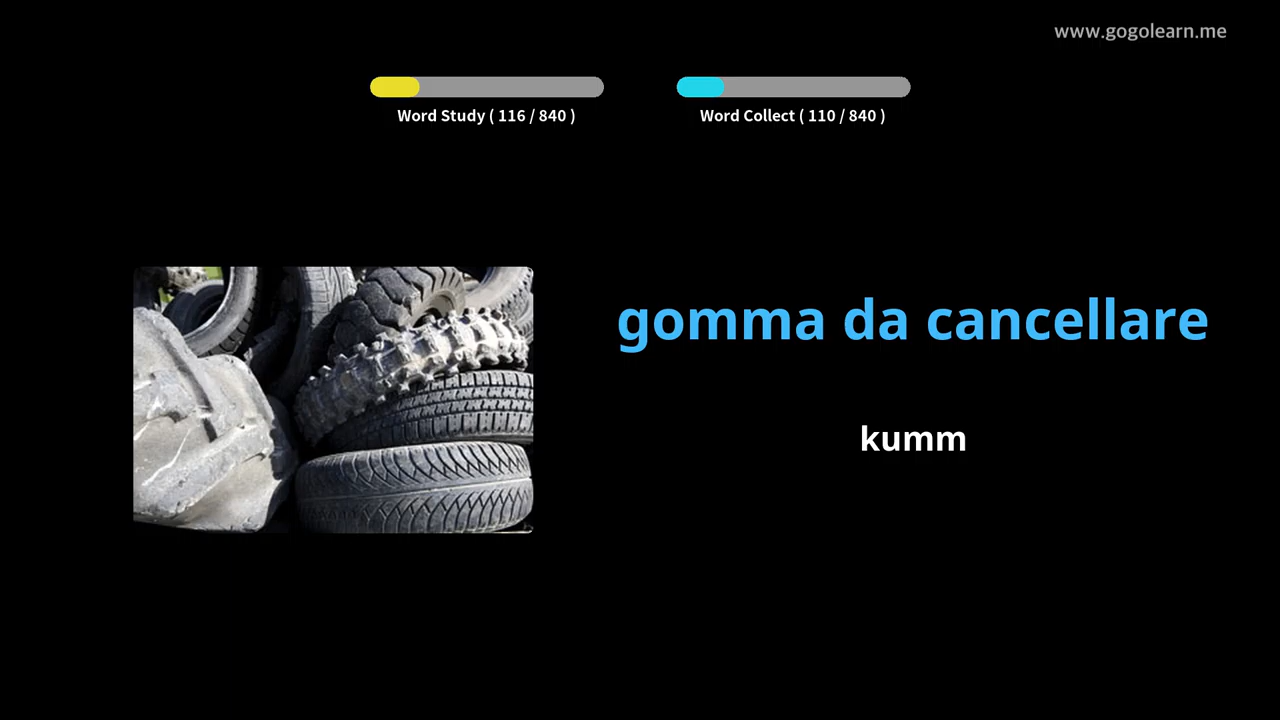 www.gogolearn.me
Word Study ( 116 / 840 )
Word Collect ( 110 / 840 )
gomma da cancellare
kumm